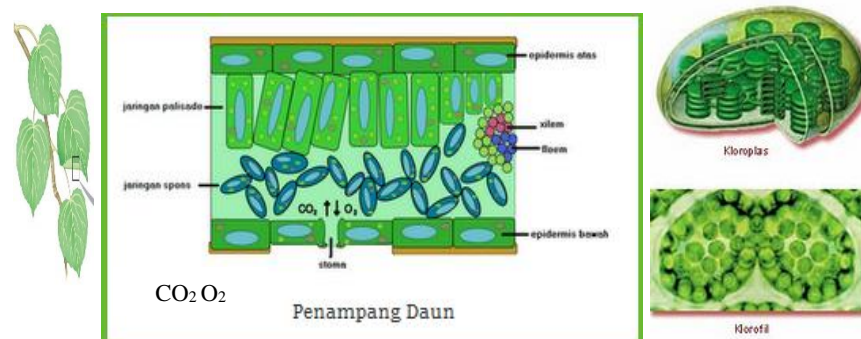 epidermis atas
jaringan palisade
xilem
floem
jaringan spons
CO₂ O₂
epidermis bawah
stoma
CO₂ O₂
Penampang Daun
Kloroplas
Klorofil